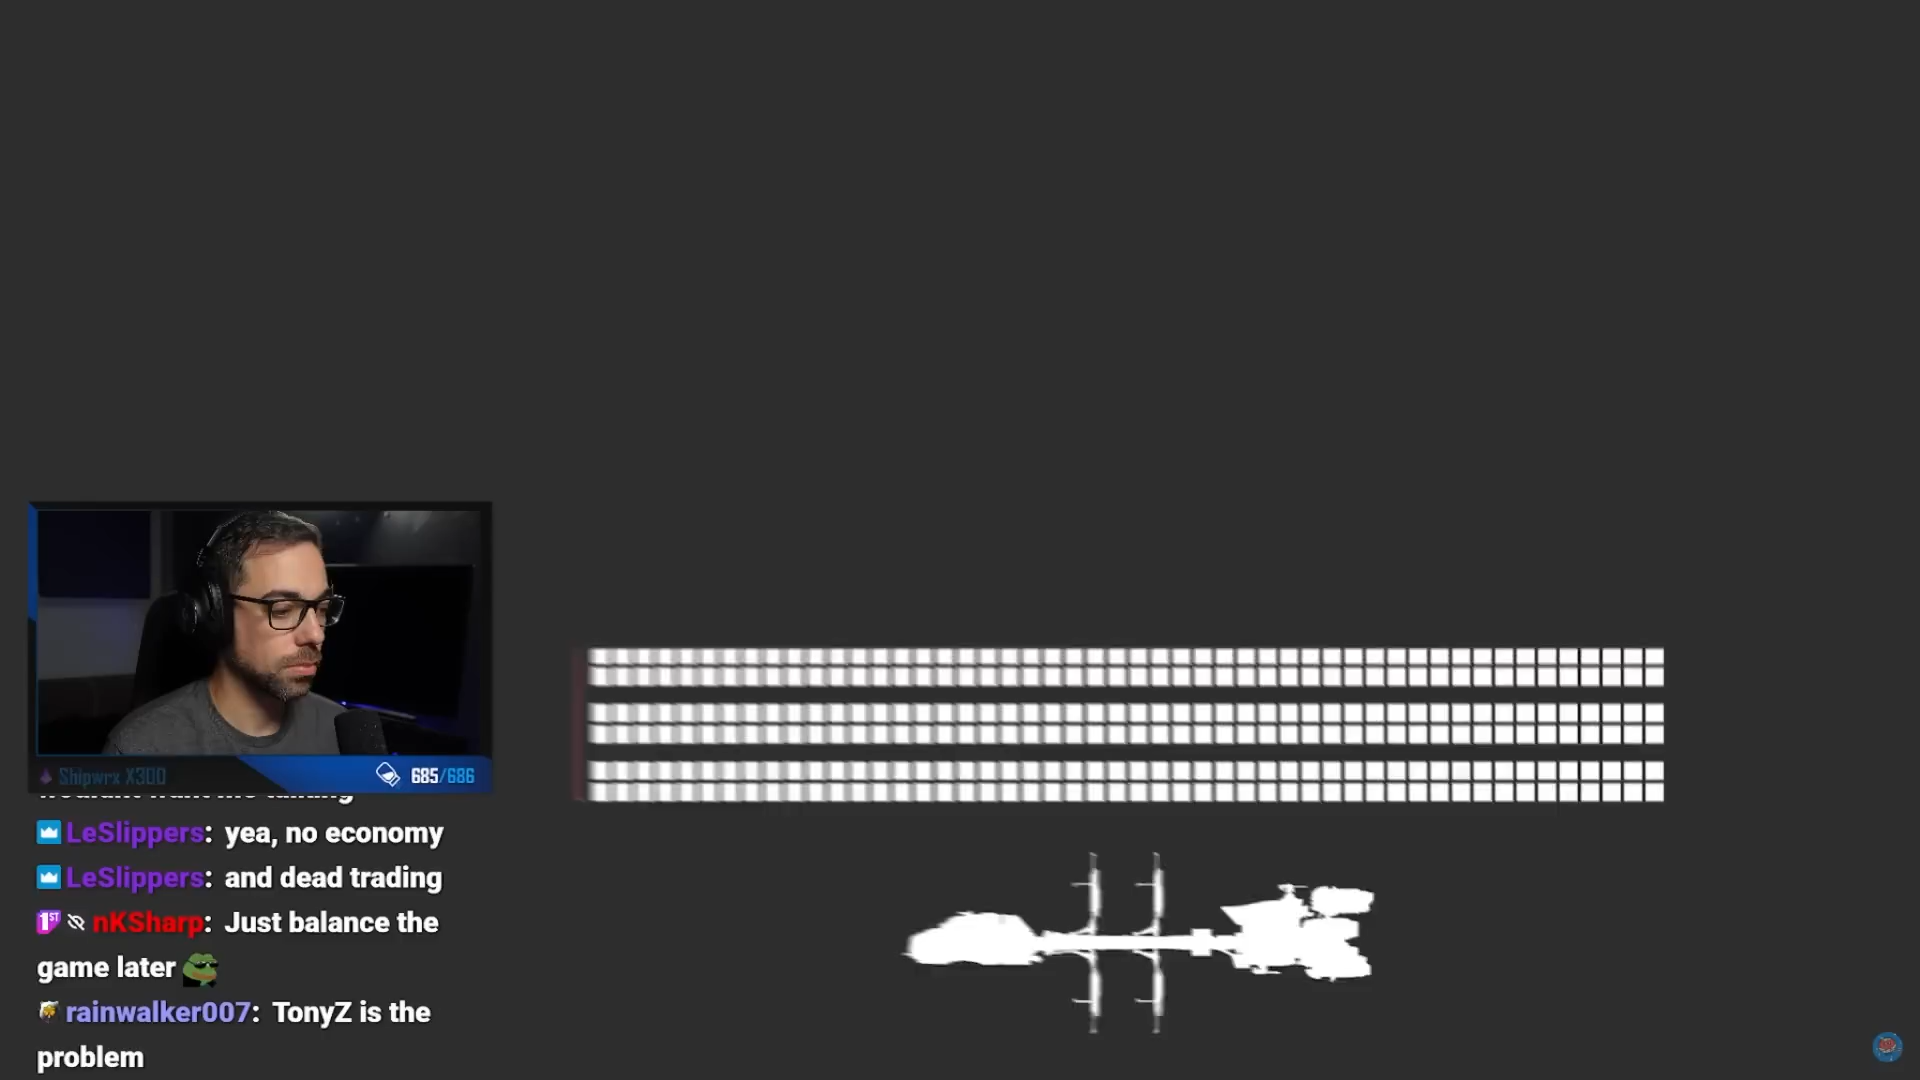 Shipwrx X300
685/686
LeSlippers: yea, no economy
LeSlippers: and dead trading
1ST nKSharp: Just balance the
game later
rainwalker007: TonyZ is the
problem